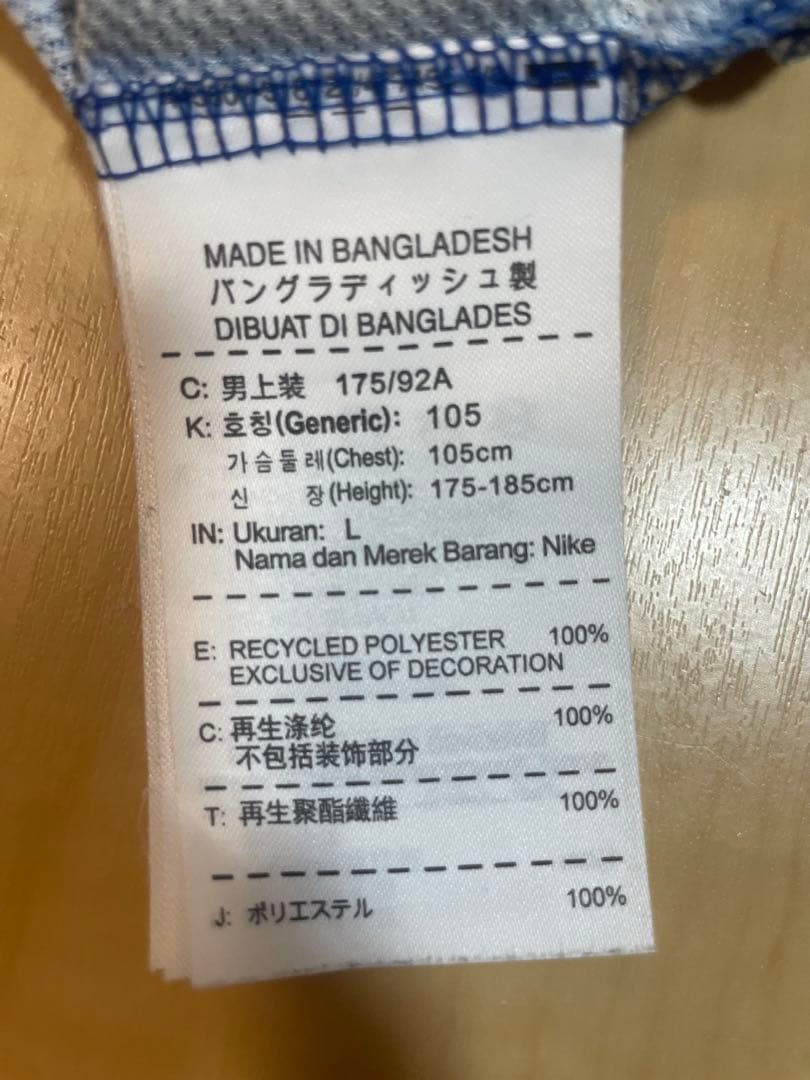 MADE IN BANGLADESH
バングラディッシュ製
DIBUAT DI BANGLADES
C: 男上装 175/92A
K: 호칭(Generic): 105
가슴둘레(Chest): 105cm
신 장(Height): 175-185cm
IN: Ukuran: L
Nama dan Merek Barang: Nike
E: RECYCLED POLYESTER 100%
EXCLUSIVE OF DECORATION
C: 再生涤纶 100%
不包括装饰部分
T: 再生聚酯纖維 100%
J: ポリエステル 100%